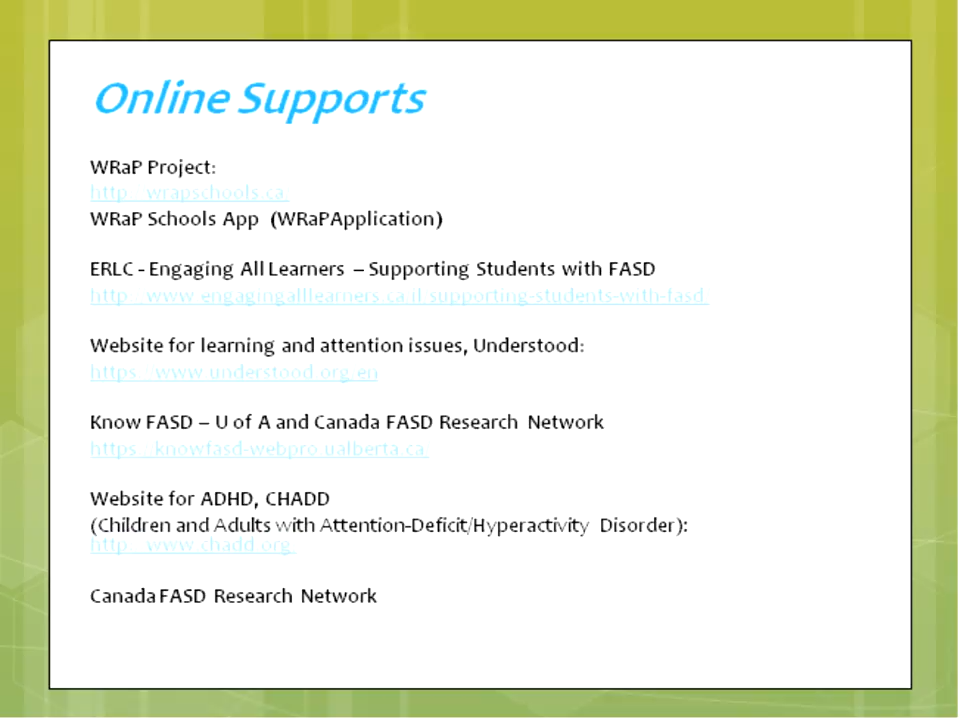 Online Supports
WRaP Project:
http://wrapschools.ca/
WRaP Schools App (WRaPApplication)
ERLC - Engaging All Learners – Supporting Students with FASD
http://www.engagingalllearners.ca/il/supporting-students-with-fasd/
Website for learning and attention issues, Understood:
https://www.understood.org/en
Know FASD – U of A and Canada FASD Research Network
https://knowfasd-webpro.ualberta.ca/
Website for ADHD, CHADD
(Children and Adults with Attention-Deficit/Hyperactivity Disorder):
http://www.chadd.org/
Canada FASD Research Network